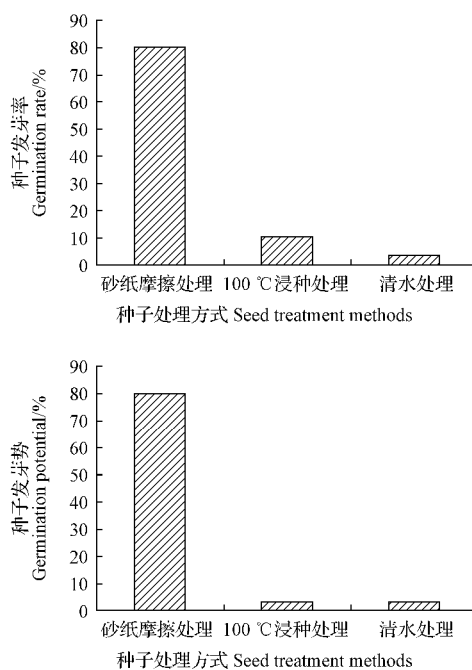 种子发芽率
Germination rate/%
90
80
70
60
50
40
30
20
10
0
砂纸摩擦处理 100 ℃浸种处理 清水处理
种子处理方式 Seed treatment methods
种子发芽势
Germination potential/%
90
80
70
60
50
40
30
20
10
0
砂纸摩擦处理 100 ℃浸种处理 清水处理
种子处理方式 Seed treatment methods